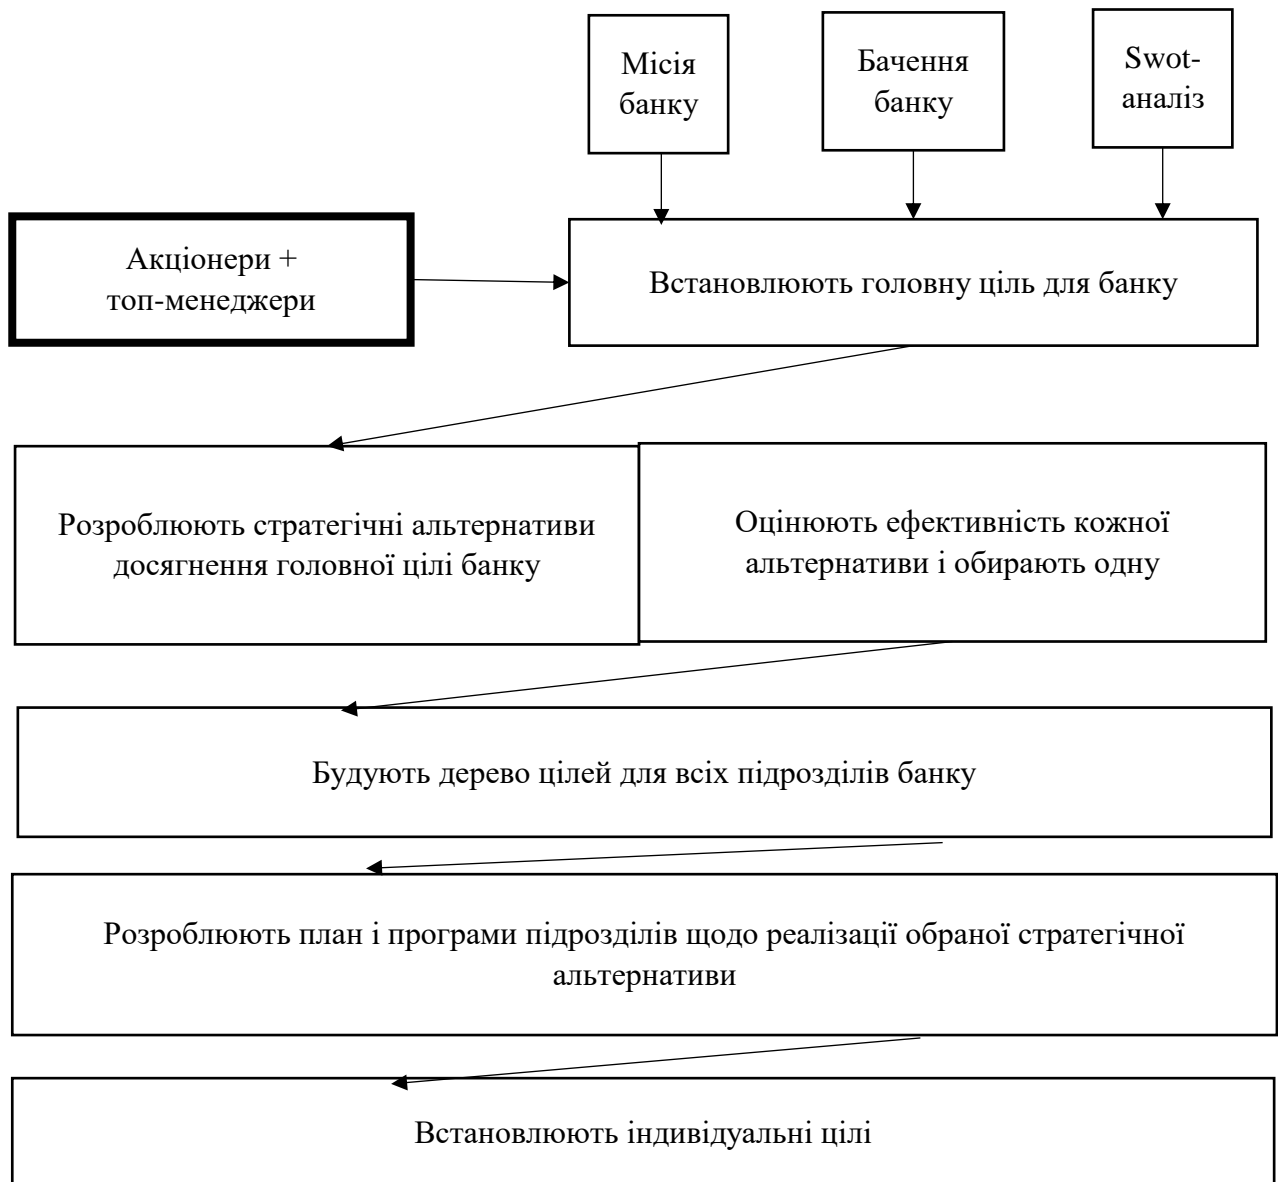 Місія
банку
Бачення
банку
Swot-
аналіз
Акціонери +
топ-менеджери
Встановлюють головну ціль для банку
Розроблюють стратегічні альтернативи
досягнення головної цілі банку
Оцінюють ефективність кожної
альтернативи і обирають одну
Будують дерево цілей для всіх підрозділів банку
Розроблюють план і програми підрозділів щодо реалізації обраної стратегічної
альтернативи
Встановлюють індивідуальні цілі